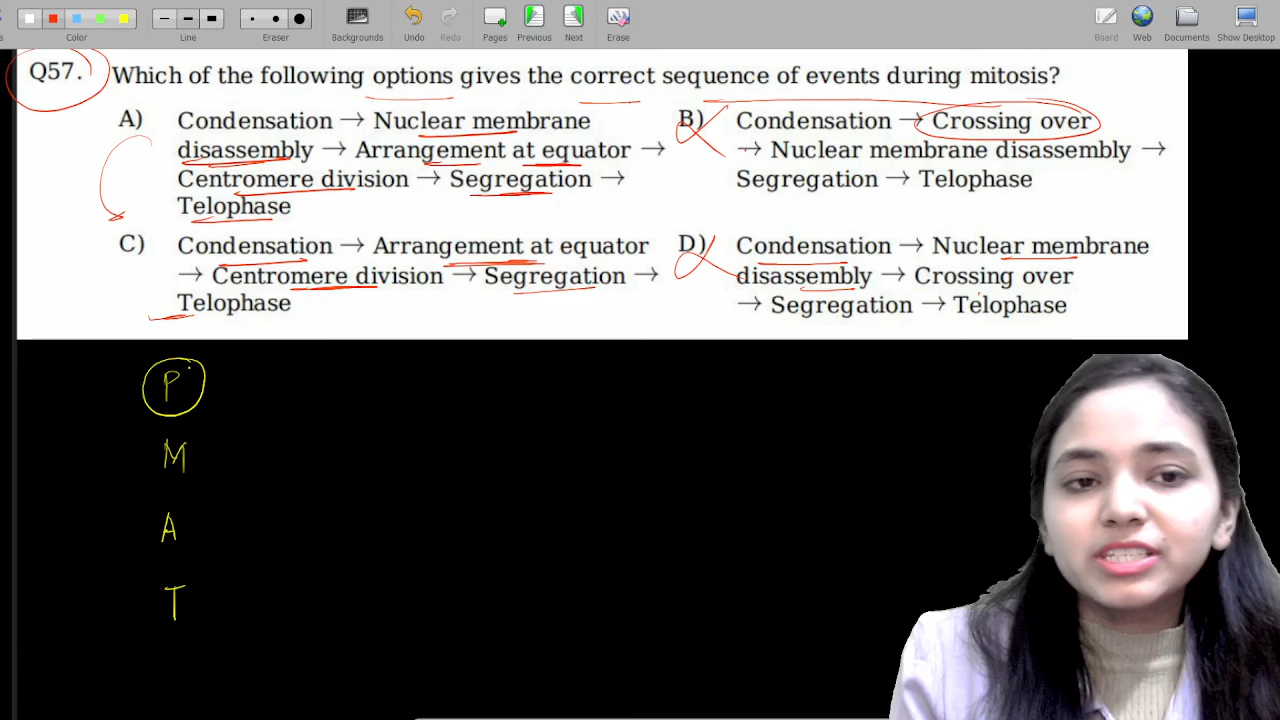 Color
Line
Eraser
Backgrounds
Undo
Redo
Pages
Previous
Next
Erase
Board
Web
Documents
Show Desktop
Q57. Which of the following options gives the correct sequence of events during mitosis?
A) Condensation → Nuclear membrane
disassembly → Arrangement at equator →
Centromere division → Segregation →
Telophase
B) Condensation → Crossing over
→ Nuclear membrane disassembly →
Segregation → Telophase
C) Condensation → Arrangement at equator
→ Centromere division → Segregation →
Telophase
D) Condensation → Nuclear membrane
disassembly → Crossing over
→ Segregation → Telophase
P
M
A
T